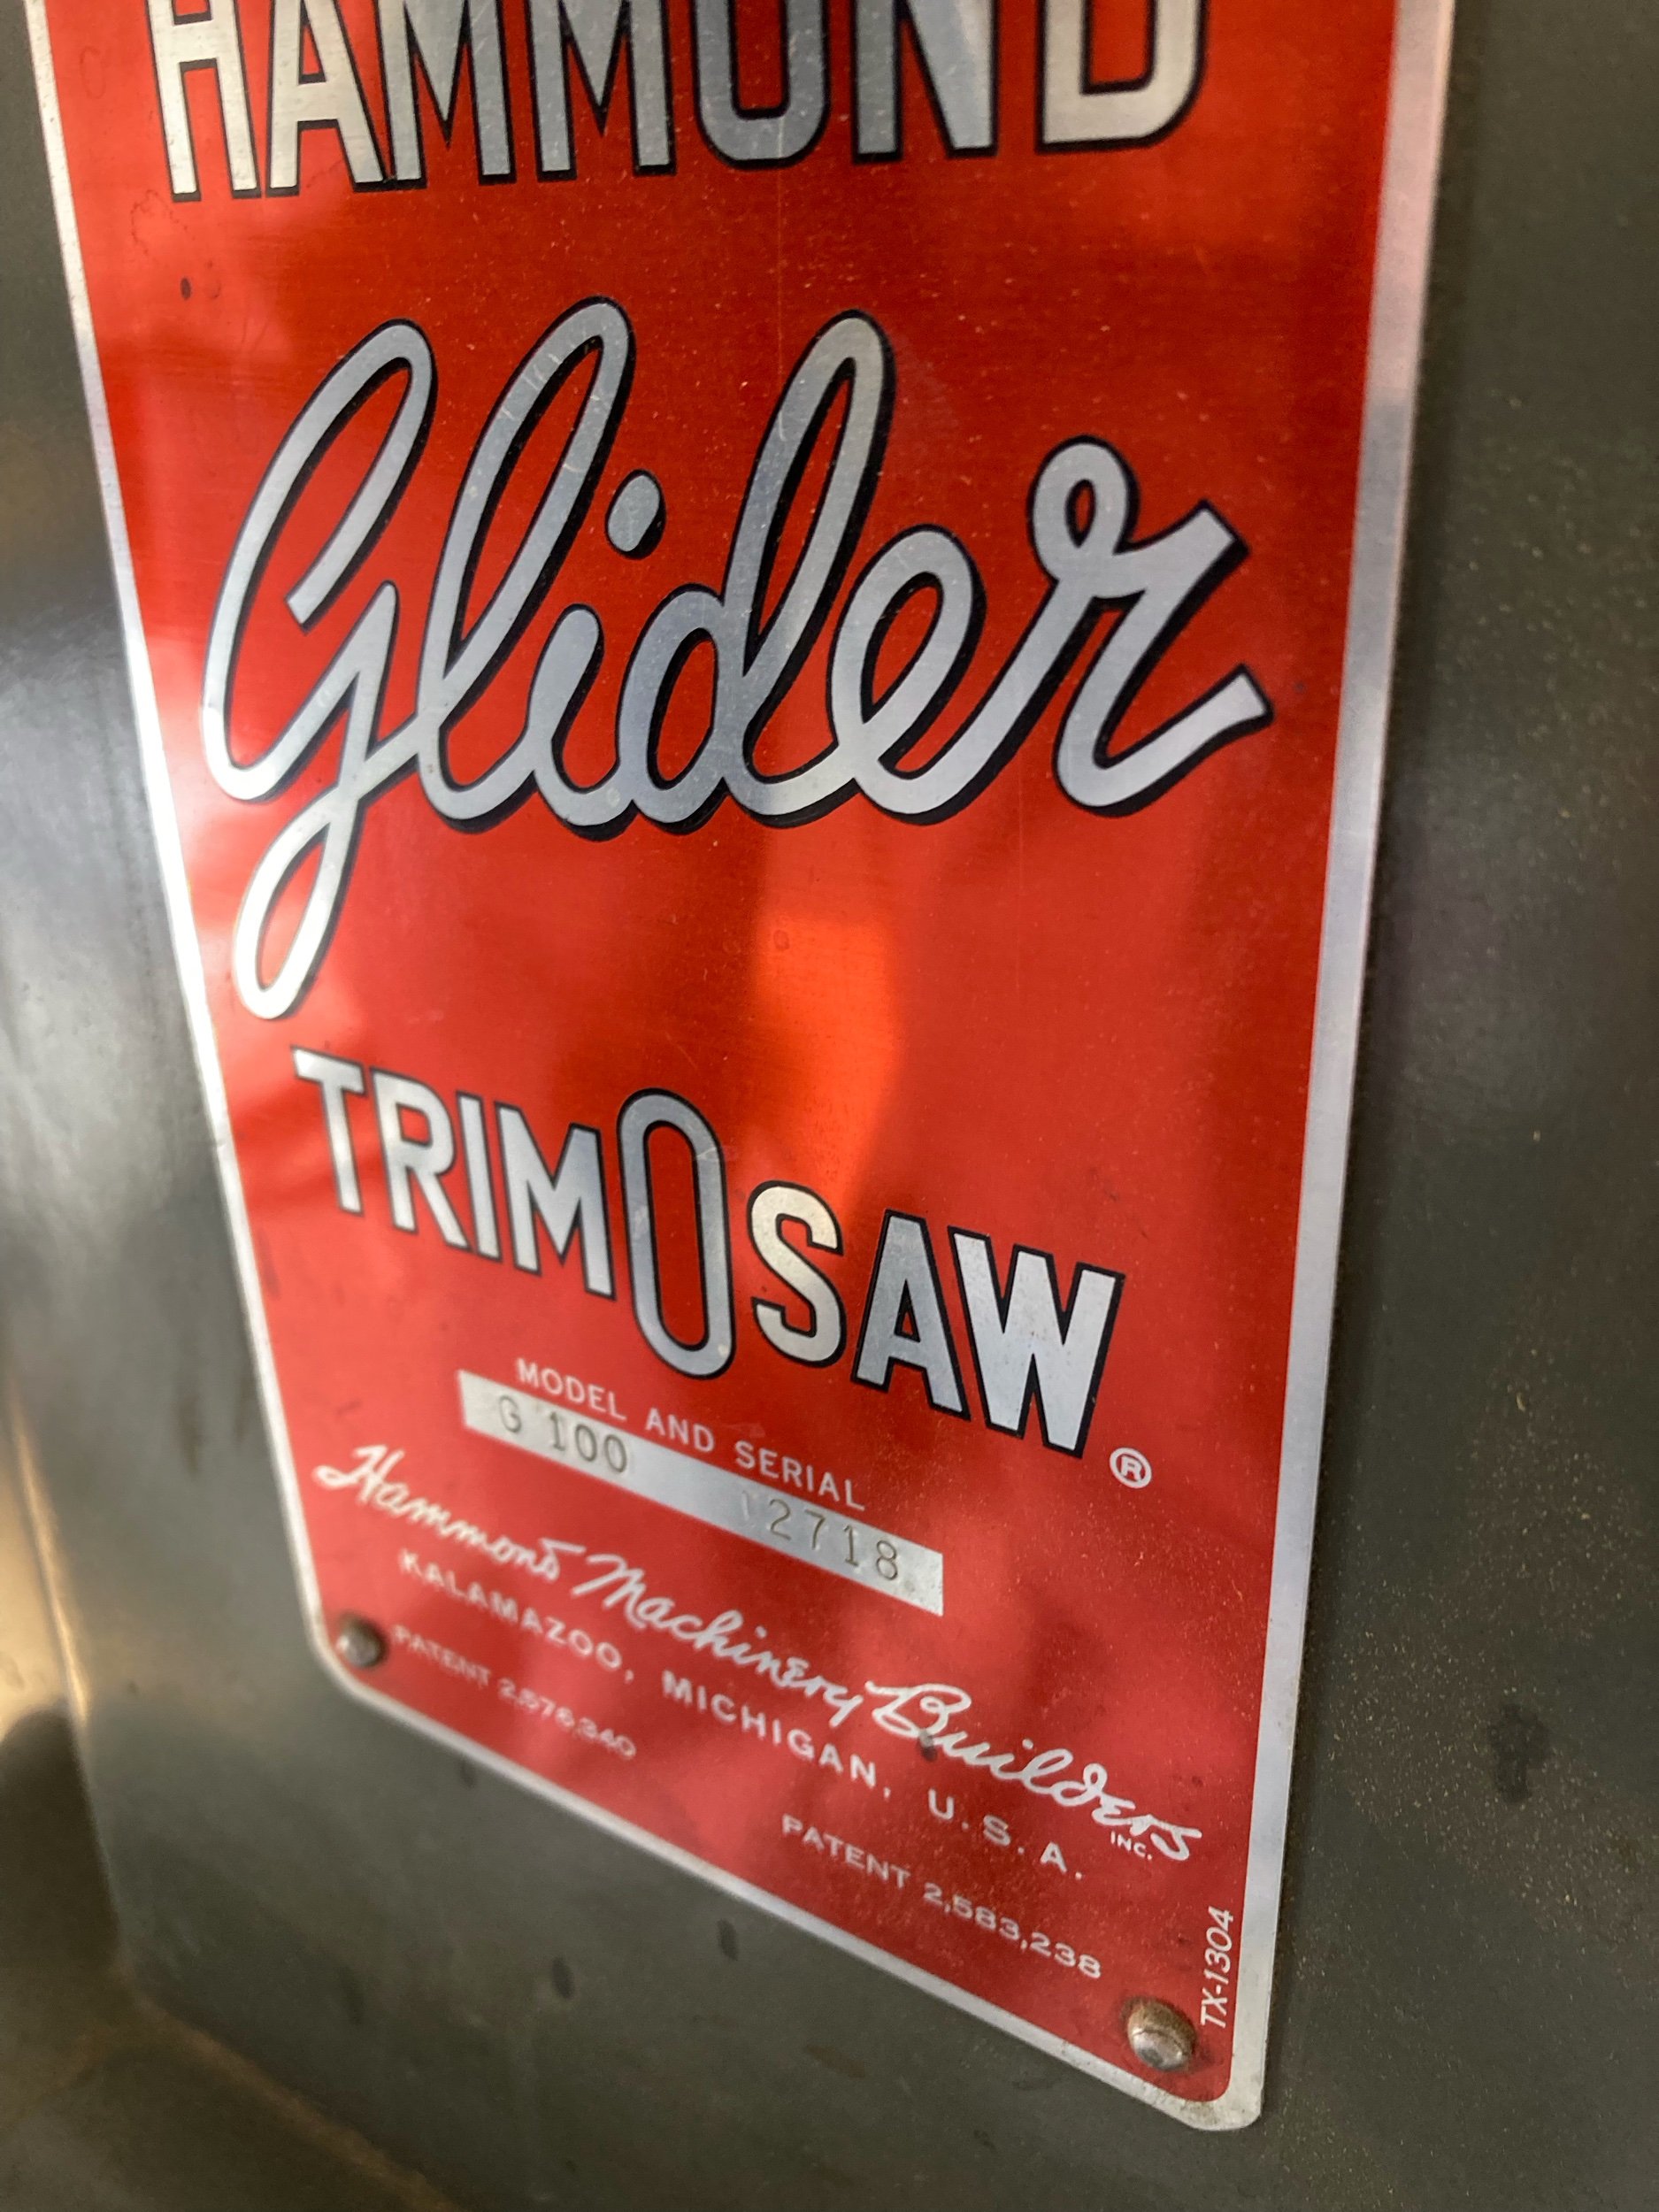 HAMMOND
Glider
TRIMOSAW®
MODEL AND SERIAL
G 100 12718
Hammond Machinery Builders
INC.
KALAMAZOO, MICHIGAN, U.S.A.
PATENT 2,576,340
PATENT 2,583,238
TX-1304